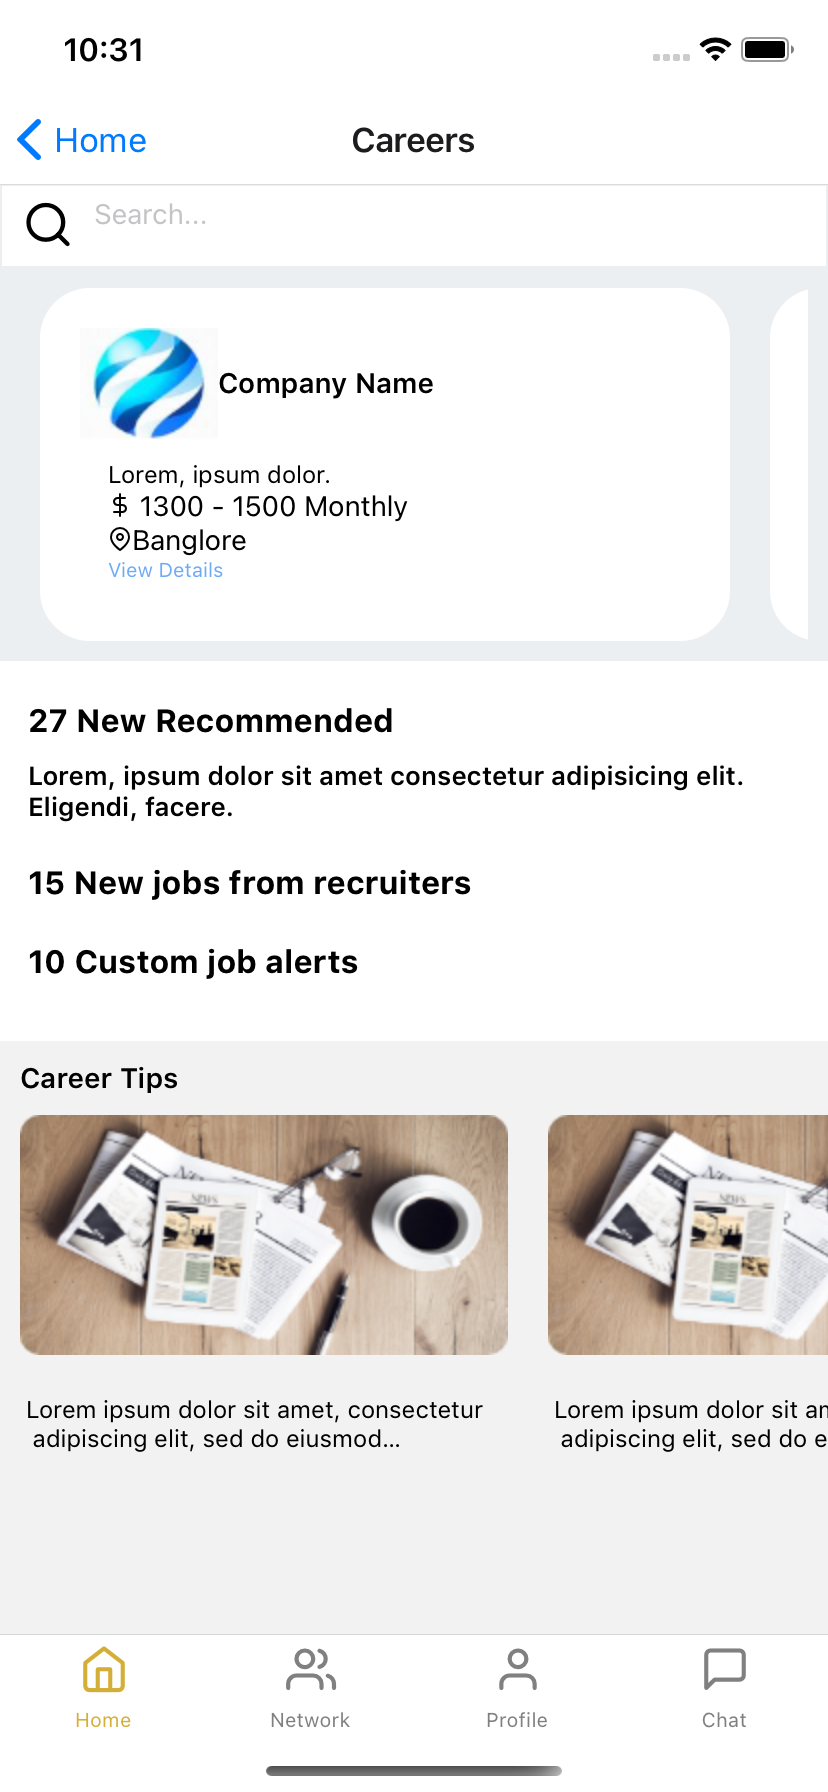 10:31
Home
Careers
Search...
Company Name
Lorem, ipsum dolor.
$ 1300 - 1500 Monthly
Banglore
View Details
27 New Recommended
Lorem, ipsum dolor sit amet consectetur adipisicing elit.
Eligendi, facere.
15 New jobs from recruiters
10 Custom job alerts
Career Tips
NEWS
Lorem ipsum dolor sit amet, consectetur
adipiscing elit, sed do eiusmod...
NEWS
Lorem ipsum dolor sit am
adipiscing elit, sed do e
Home
Network
Profile
Chat